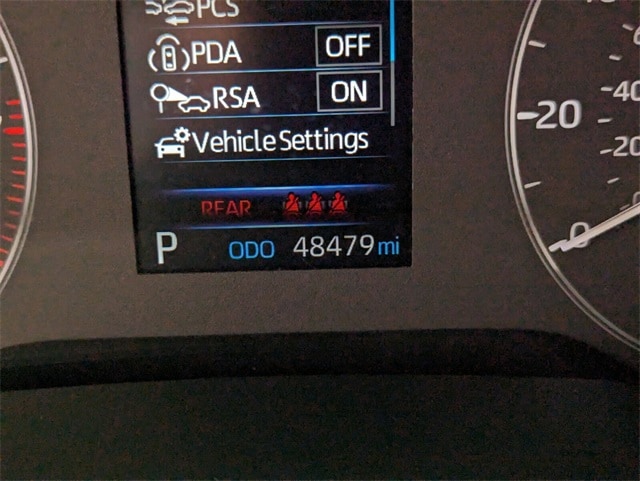 PCS
PDA OFF
RSA ON
Vehicle Settings
REAR
P ODO 48479 mi
20
40
20
0